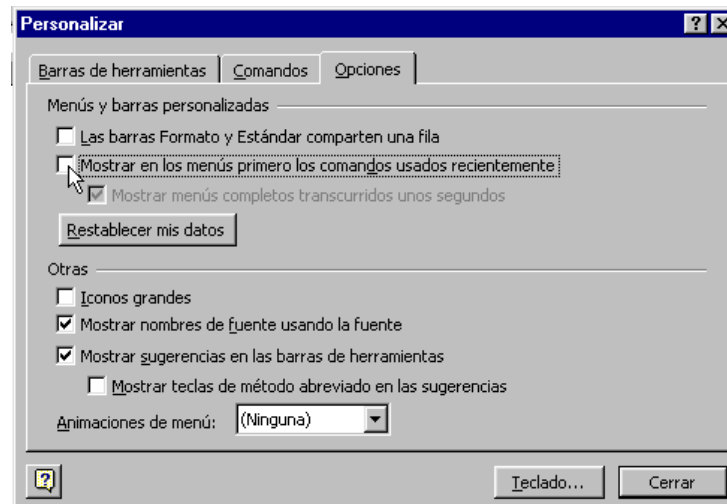 Personalizar
Barras de herramientas Comandos Opciones
Menús y barras personalizadas
Las barras Formato y Estándar comparten una fila
Mostrar en los menús primero los comandos usados recientemente
Mostrar menús completos transcurridos unos segundos
Restablecer mis datos
Otras
Iconos grandes
Mostrar nombres de fuente usando la fuente
Mostrar sugerencias en las barras de herramientas
Mostrar teclas de método abreviado en las sugerencias
Animaciones de menú: (Ninguna)
Teclado... Cerrar